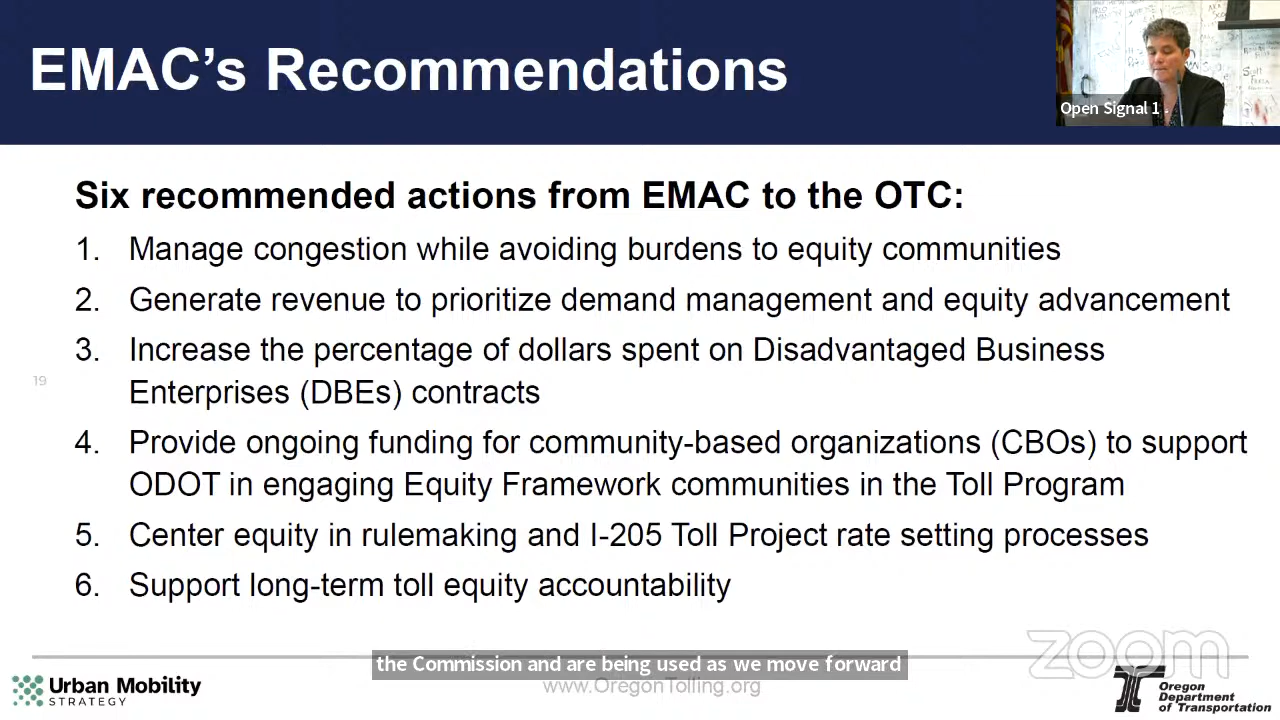 EMAC's Recommendations
Open Signal 1
Six recommended actions from EMAC to the OTC:
1. Manage congestion while avoiding burdens to equity communities
2. Generate revenue to prioritize demand management and equity advancement
3. Increase the percentage of dollars spent on Disadvantaged Business
Enterprises (DBEs) contracts
19
4. Provide ongoing funding for community-based organizations (CBOs) to support
ODOT in engaging Equity Framework communities in the Toll Program
5. Center equity in rulemaking and I-205 Toll Project rate setting processes
6. Support long-term toll equity accountability
zoom
the Commission and are being used as we move forward
Urban Mobility
STRATEGY
www.OregonTolling.org
Oregon
Department
of Transportation